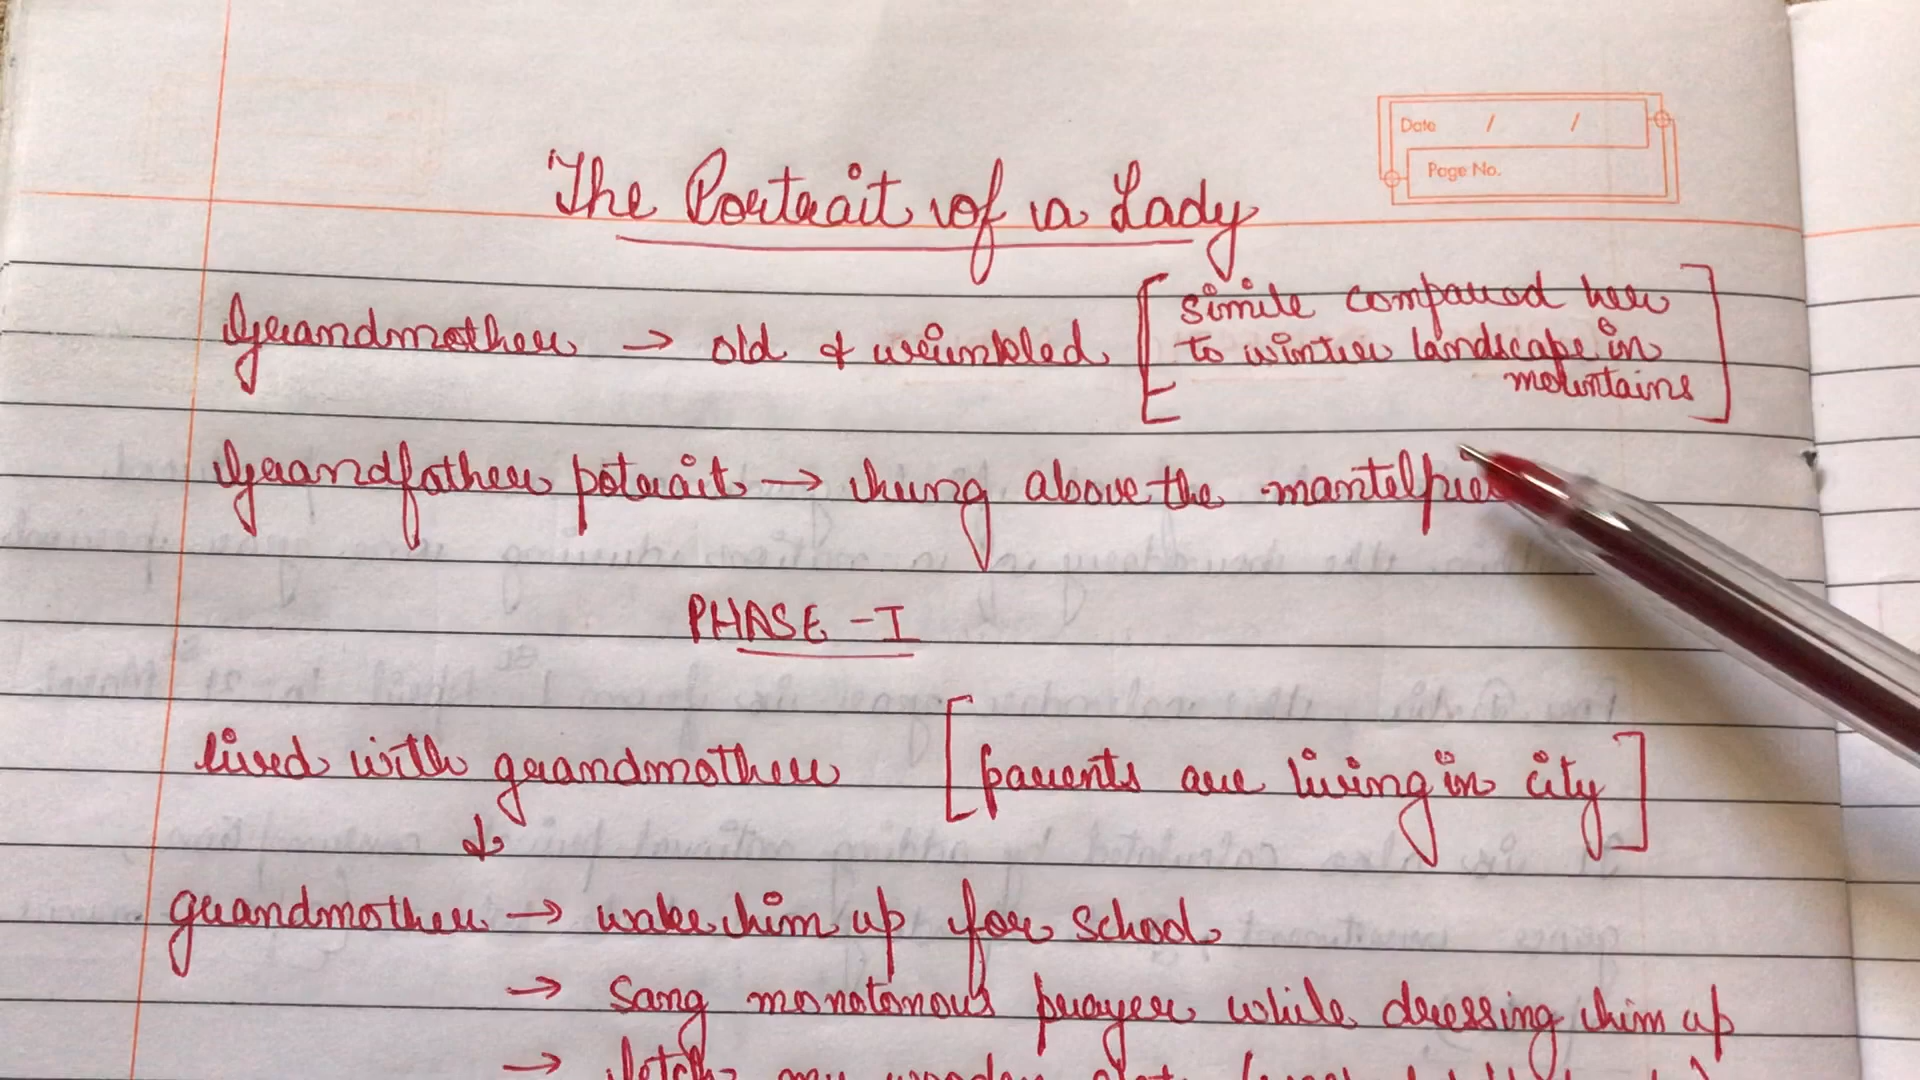 Date / /
Page No.
The Portrait of a Lady
Grandmother → old & wrinkled [simile compared her
to winter landscape in
mountains]
Grandfather potrait → hung above the
PHASE - I
lived with grandmother [parents are living in city]
↓
grandmother → wake him up for school
→ sang monotonous prayer while dressing him up
→ my wooden